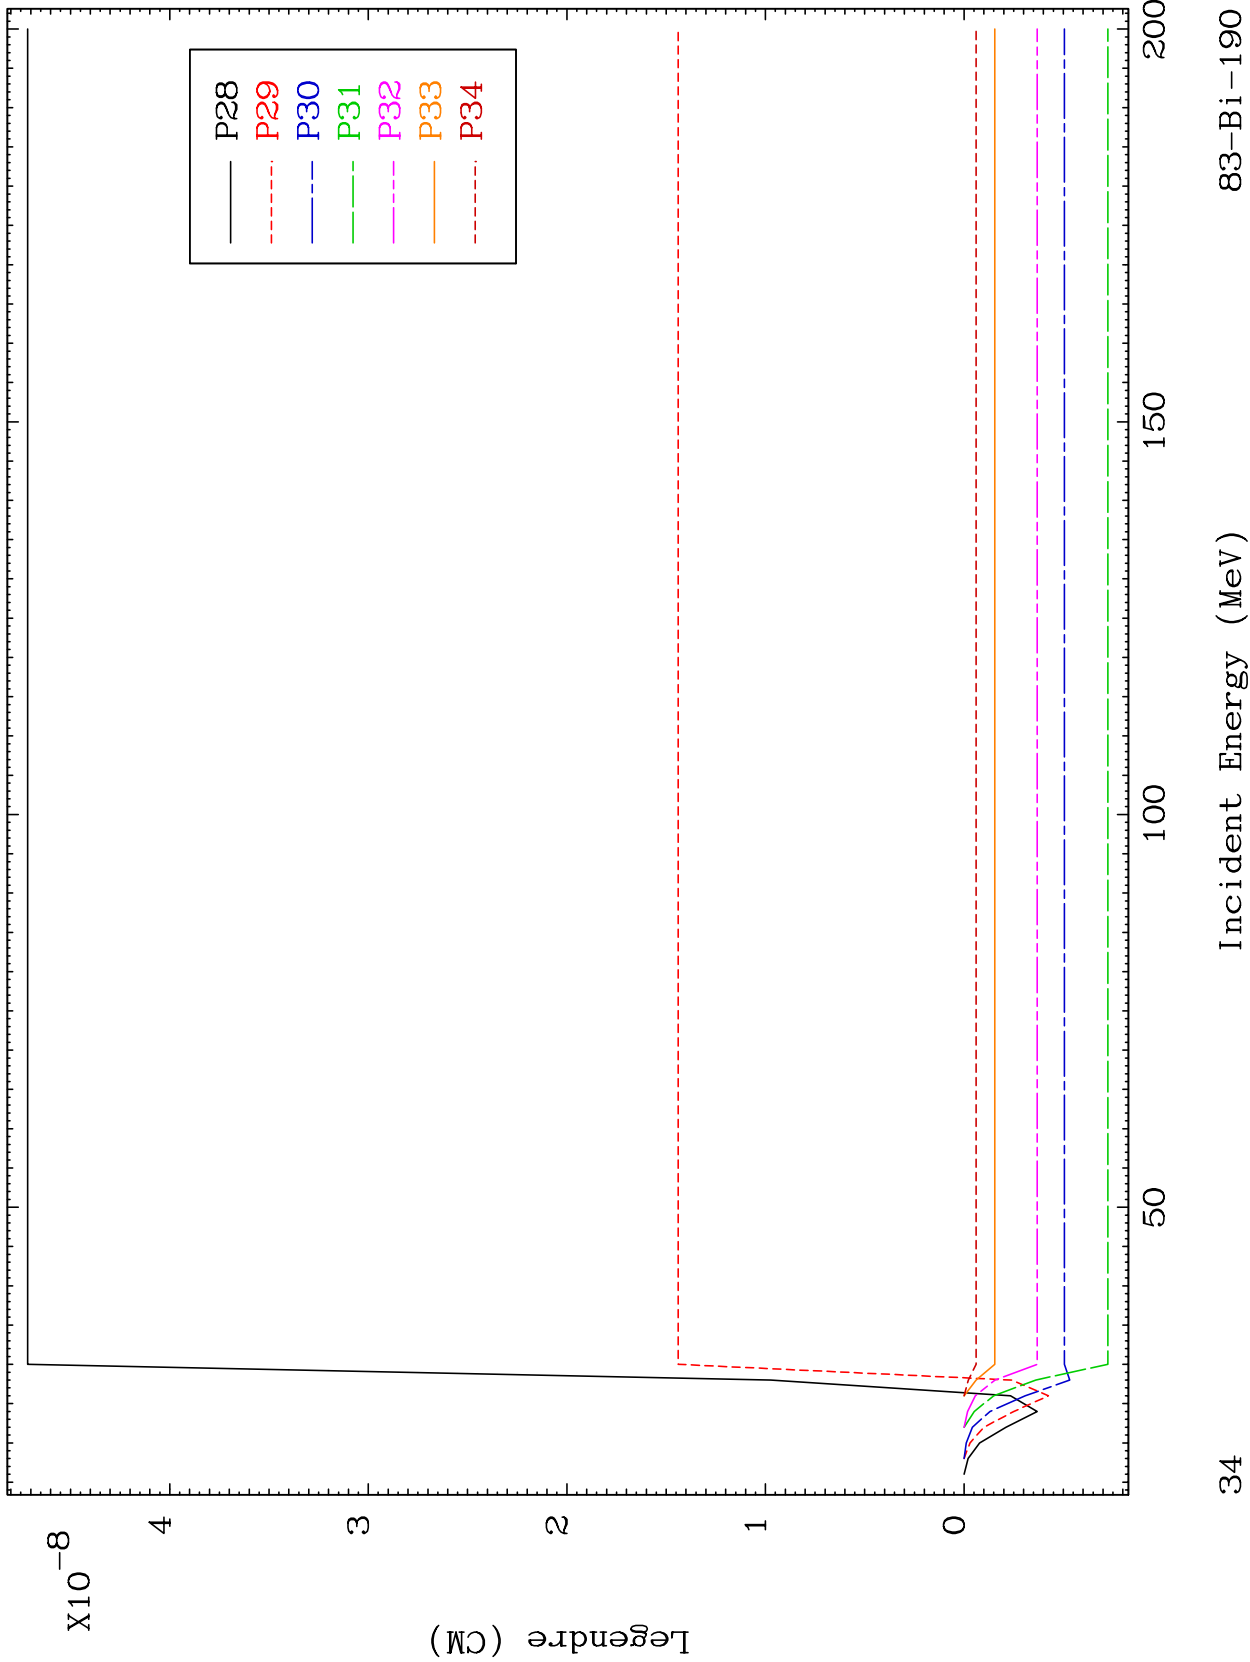 X10-8
4
3
2
1
0
Legendre (CM)
P28
P29
P30
P31
P32
P33
P34
50
100
150
200
Incident Energy (MeV)
34
83-Bi-190